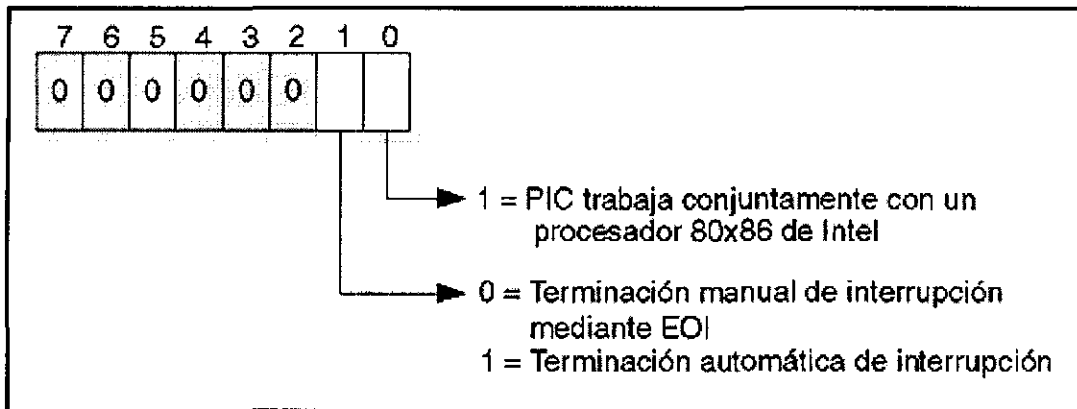 7 6 5 4 3 2 1 0
0 0 0 0 0 0
1 = PIC trabaja conjuntamente con un
procesador 80x86 de Intel
0 = Terminación manual de interrupción
mediante EOI
1 = Terminación automática de interrupción